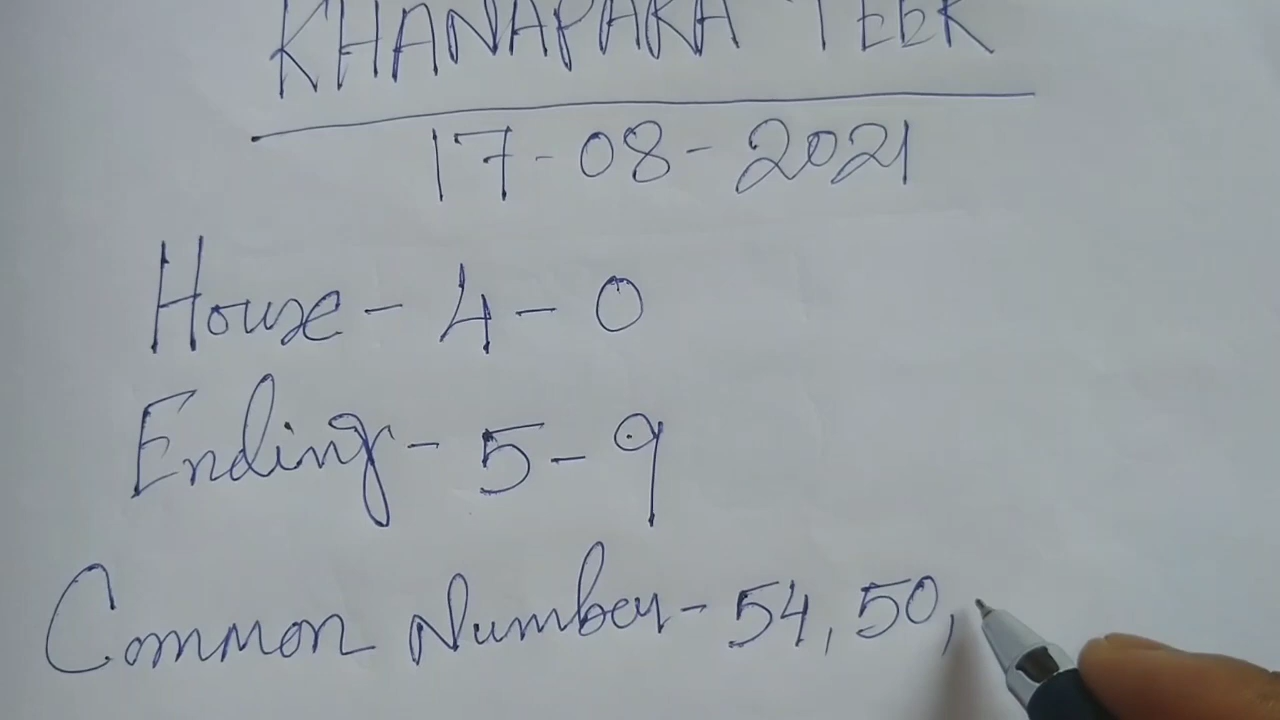 KHANAPARA TEER
17-08-2021
House - 4 - 0
Ending - 5 - 9
Common Number - 54, 50,